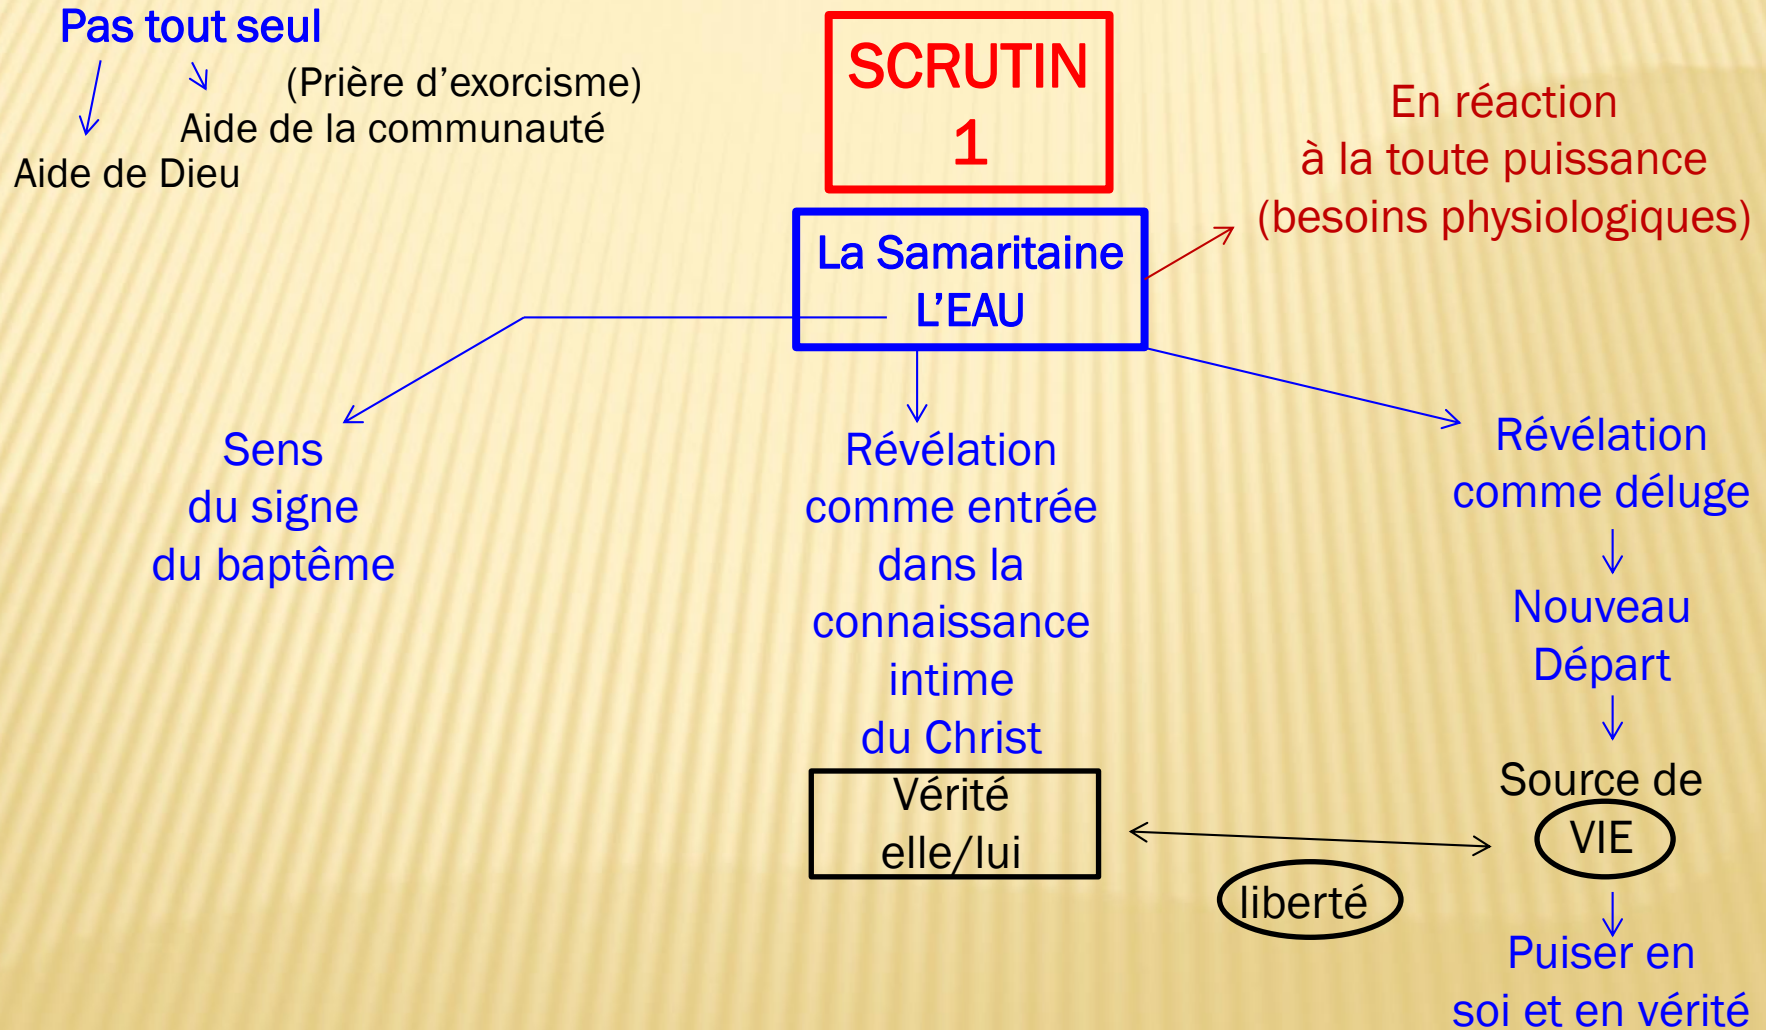 Pas tout seul
(Prière d'exorcisme)
Aide de la communauté
Aide de Dieu
SCRUTIN
1
En réaction
à la toute puissance
(besoins physiologiques)
La Samaritaine
L'EAU
Sens
du signe
du baptême
Révélation
comme entrée
dans la
connaissance
intime
du Christ
Vérité
elle/lui
Révélation
comme déluge
Nouveau
Départ
Source de
VIE
liberté
Puiser en
soi et en vérité